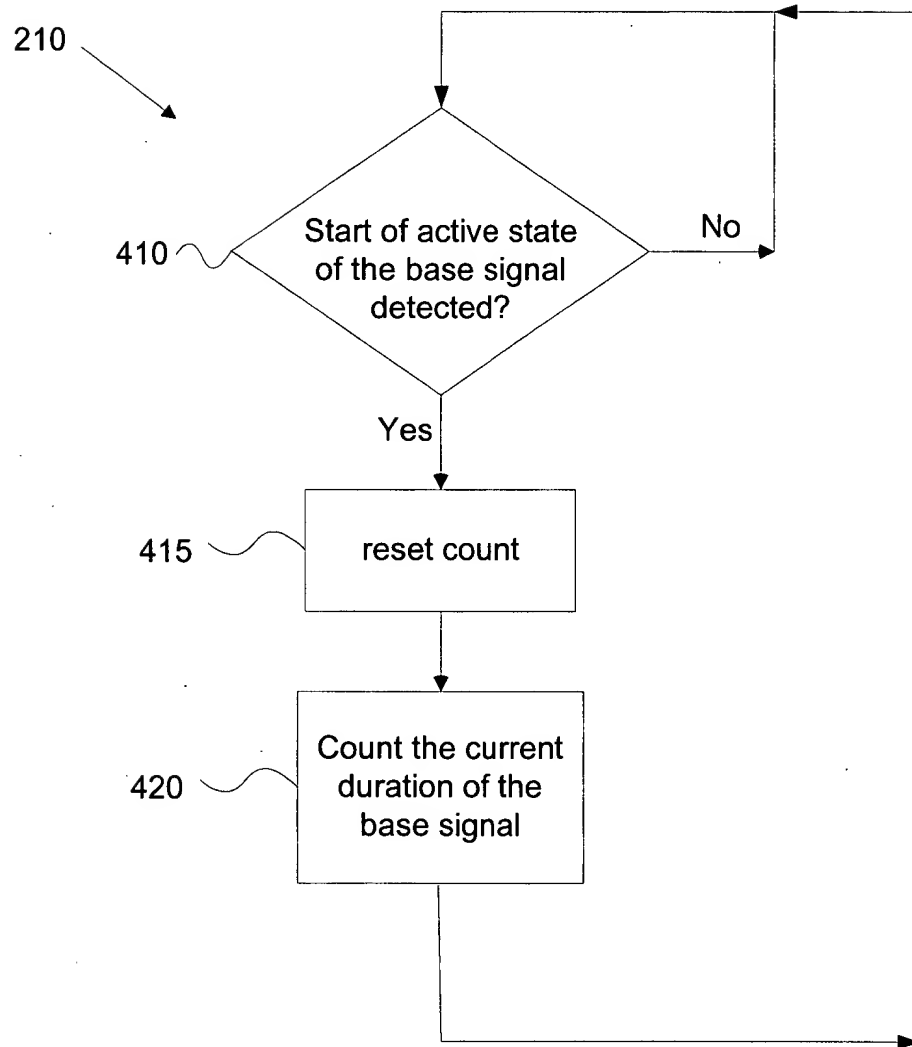 210
410
Start of active state
of the base signal
detected?
No
Yes
415
reset count
420
Count the current
duration of the
base signal